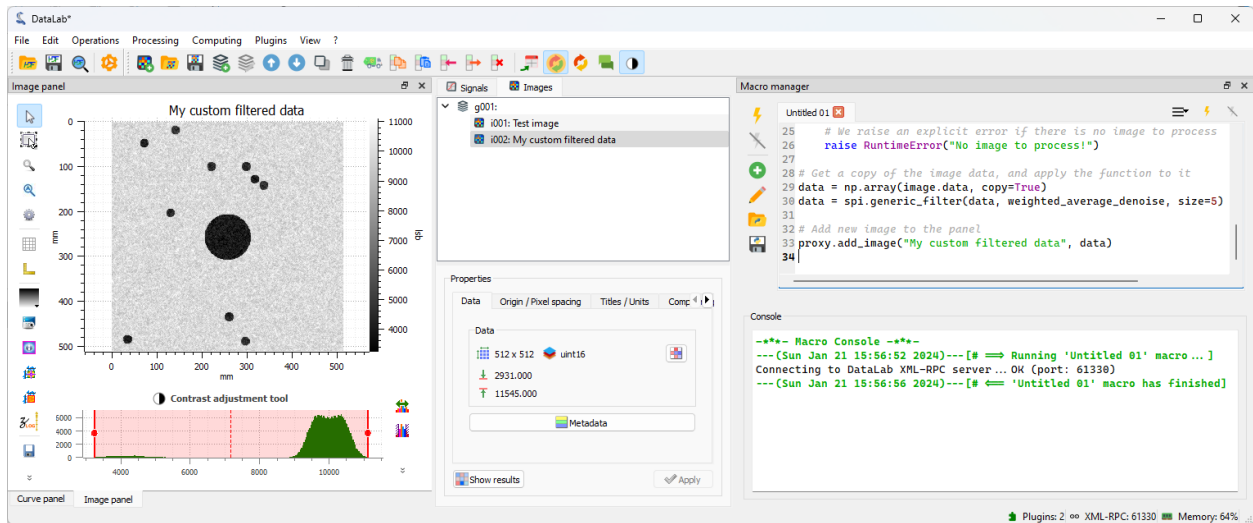 DataLab*
File Edit Operations Processing Computing Plugins View ?
Image panel
My custom filtered data
0
100
200
300
400
500
mm
0 100 200 300 400 500
mm
11000
10000
9000
8000
7000
6000
5000
4000
lsb
Contrast adjustment tool
6000
4000
2000
0
4000 6000 8000 10000
Curve panel Image panel
Signals Images
g001:
i001: Test image
i002: My custom filtered data
Properties
Data Origin / Pixel spacing Titles / Units
Data
512 x 512 uint16
2931.000
11545.000
Metadata
Show results Apply
Macro manager
Untitled 01
25 # We raise an explicit error if there is no image to process
26 raise RuntimeError("No image to process!")
27
28 # Get a copy of the image data, and apply the function to it
29 data = np.array(image.data, copy=True)
30 data = spi.generic_filter(data, weighted_average_denoise, size=5)
31
32 # Add new image to the panel
33 proxy.add_image("My custom filtered data", data)
34
Console
-***- Macro Console -***-
---(Sun Jan 21 15:56:52 2024)---[# ==> Running 'Untitled 01' macro...]
Connecting to DataLab XML-RPC server...OK (port: 61330)
---(Sun Jan 21 15:56:56 2024)---[# <== 'Untitled 01' macro has finished]
Plugins: 2 XML-RPC: 61330 Memory: 64%